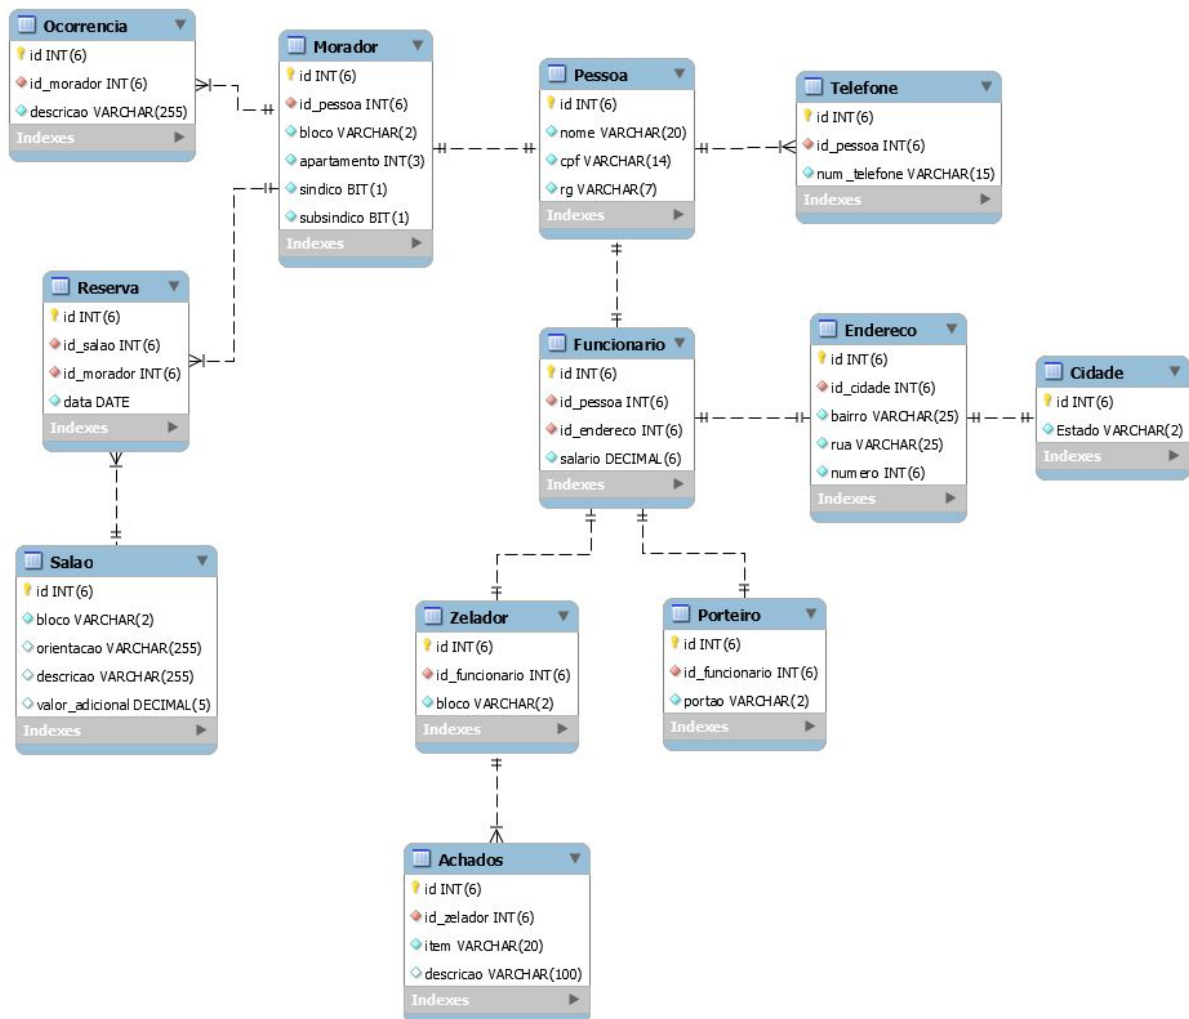 Ocorrencia
id INT(6)
id_morador INT(6)
descricao VARCHAR(255)
Indexes
Morador
id INT(6)
id_pessoa INT(6)
bloco VARCHAR(2)
apartamento INT(3)
sindico BIT(1)
subsindico BIT(1)
Indexes
Pessoa
id INT(6)
nome VARCHAR(20)
cpf VARCHAR(14)
rg VARCHAR(7)
Indexes
Telefone
id INT(6)
id_pessoa INT(6)
num_telefone VARCHAR(15)
Indexes
Reserva
id INT(6)
id_salao INT(6)
id_morador INT(6)
data DATE
Indexes
Funcionario
id INT(6)
id_pessoa INT(6)
id_endereco INT(6)
salario DECIMAL(6)
Indexes
Endereco
id INT(6)
id_cidade INT(6)
bairro VARCHAR(25)
rua VARCHAR(25)
numero INT(6)
Indexes
Cidade
id INT(6)
Estado VARCHAR(2)
Indexes
Salao
id INT(6)
bloco VARCHAR(2)
orientacao VARCHAR(255)
descricao VARCHAR(255)
valor_adicional DECIMAL(5)
Indexes
Zelador
id INT(6)
id_funcionario INT(6)
bloco VARCHAR(2)
Indexes
Porteiro
id INT(6)
id_funcionario INT(6)
portao VARCHAR(2)
Indexes
Achados
id INT(6)
id_zelador INT(6)
item VARCHAR(20)
descricao VARCHAR(100)
Indexes